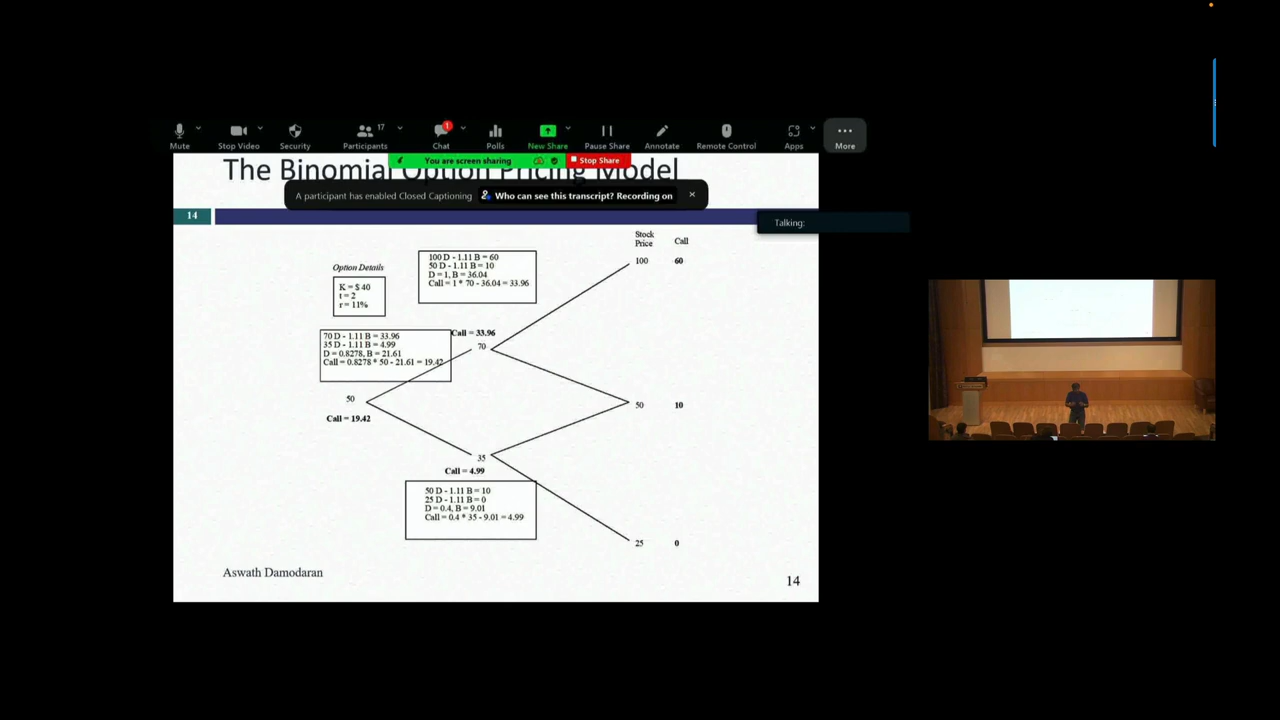 Mute
Stop Video
Security
Participants
17
Chat
1
Polls
New Share
Pause Share
Annotate
Remote Control
Apps
More
You are screen sharing
Stop Share
The Binomial Option Pricing Model
A participant has enabled Closed Captioning
Who can see this transcript? Recording on
14
Talking:
Stock
Price
Call
100
60
Option Details
K = $ 40
t = 2
r = 11%
100 D - 1.11 B = 60
50 D - 1.11 B = 10
D = 1, B = 36.04
Call = 1 * 70 - 36.04 = 33.96
70 D - 1.11 B = 33.96
35 D - 1.11 B = 4.99
D = 0.8278, B = 21.61
Call = 0.8278 * 50 - 21.61 = 19.42
Call = 33.96
70
50
Call = 19.42
50
10
35
Call = 4.99
50 D - 1.11 B = 10
25 D - 1.11 B = 0
D = 0.4, B = 9.01
Call = 0.4 * 35 - 9.01 = 4.99
25
0
Aswath Damodaran
14